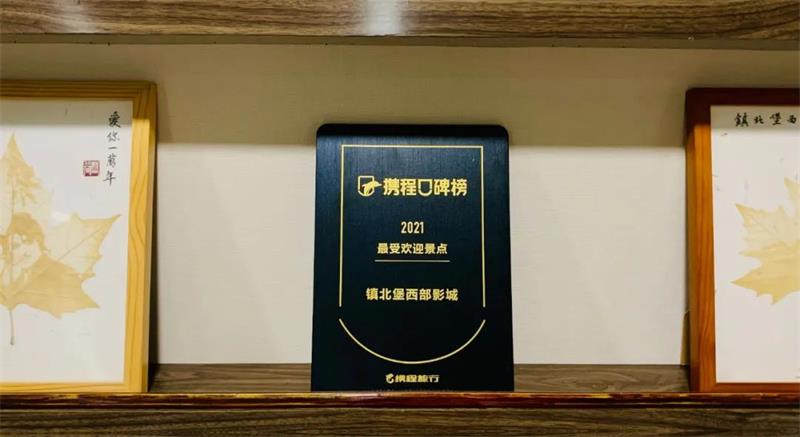 爱你一万年
携程口碑榜
2021
最受欢迎景点
镇北堡西部影城
携程旅行
鎮北堡西